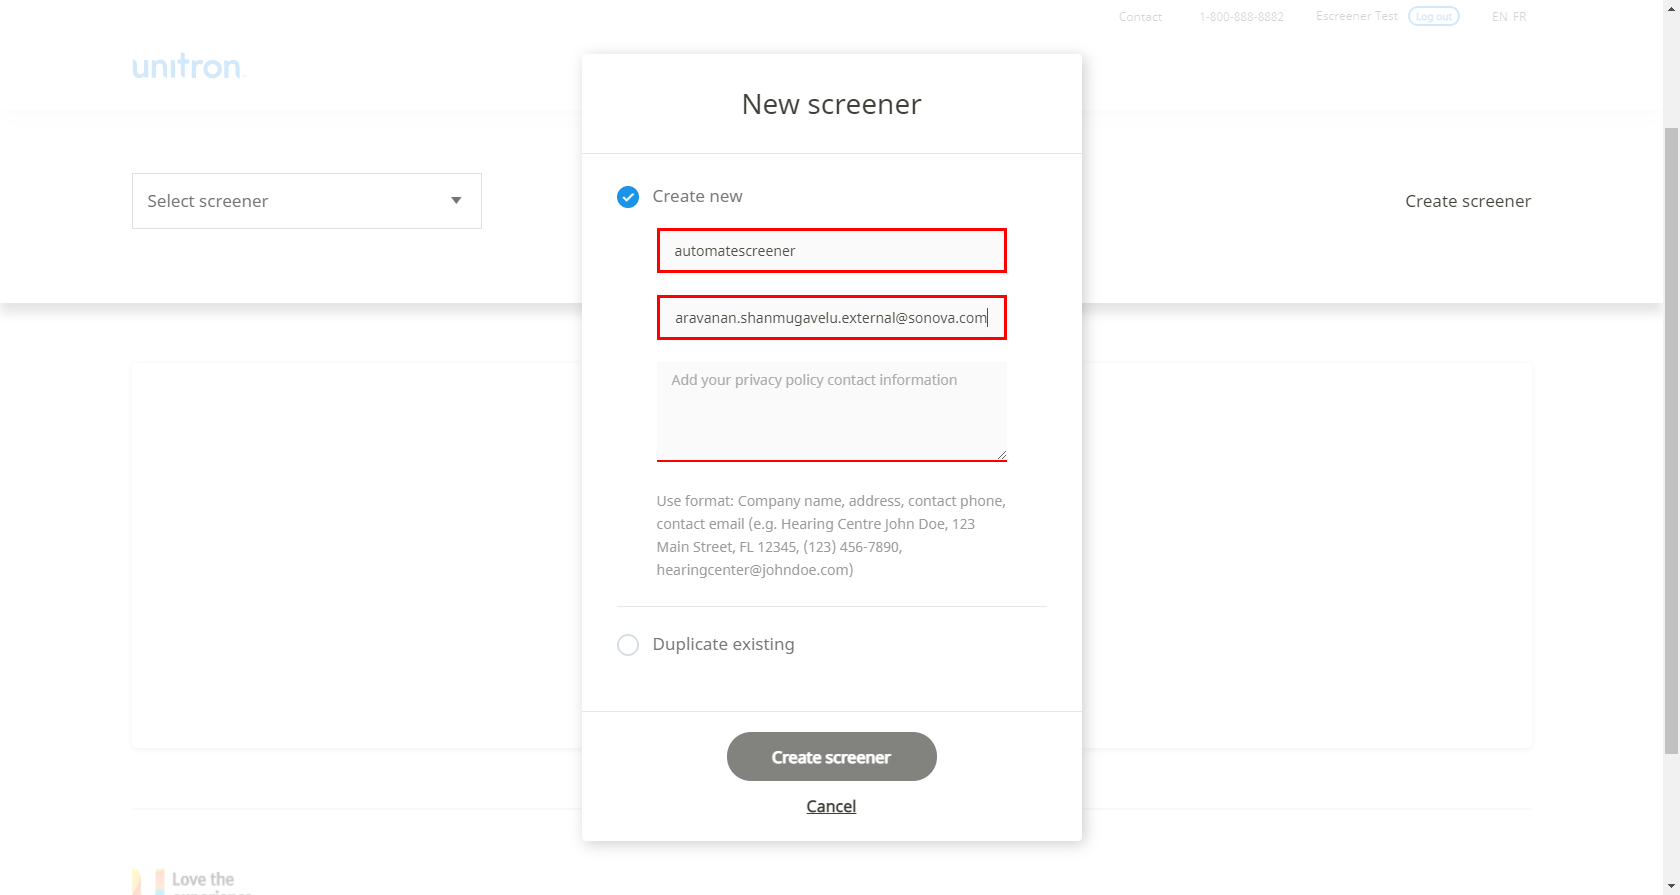 Contact 1-800-888-8882 Escreener Test Log out EN FR
unitron
New screener
Select screener
Create screener
Create new
automatescreener
aravanan.shanmugavelu.external@sonova.com
Add your privacy policy contact information
Use format: Company name, address, contact phone,
contact email (e.g. Hearing Centre John Doe, 123
Main Street, FL 12345, (123) 456-7890,
hearingcenter@johndoe.com)
Duplicate existing
Create screener
Cancel
Love the